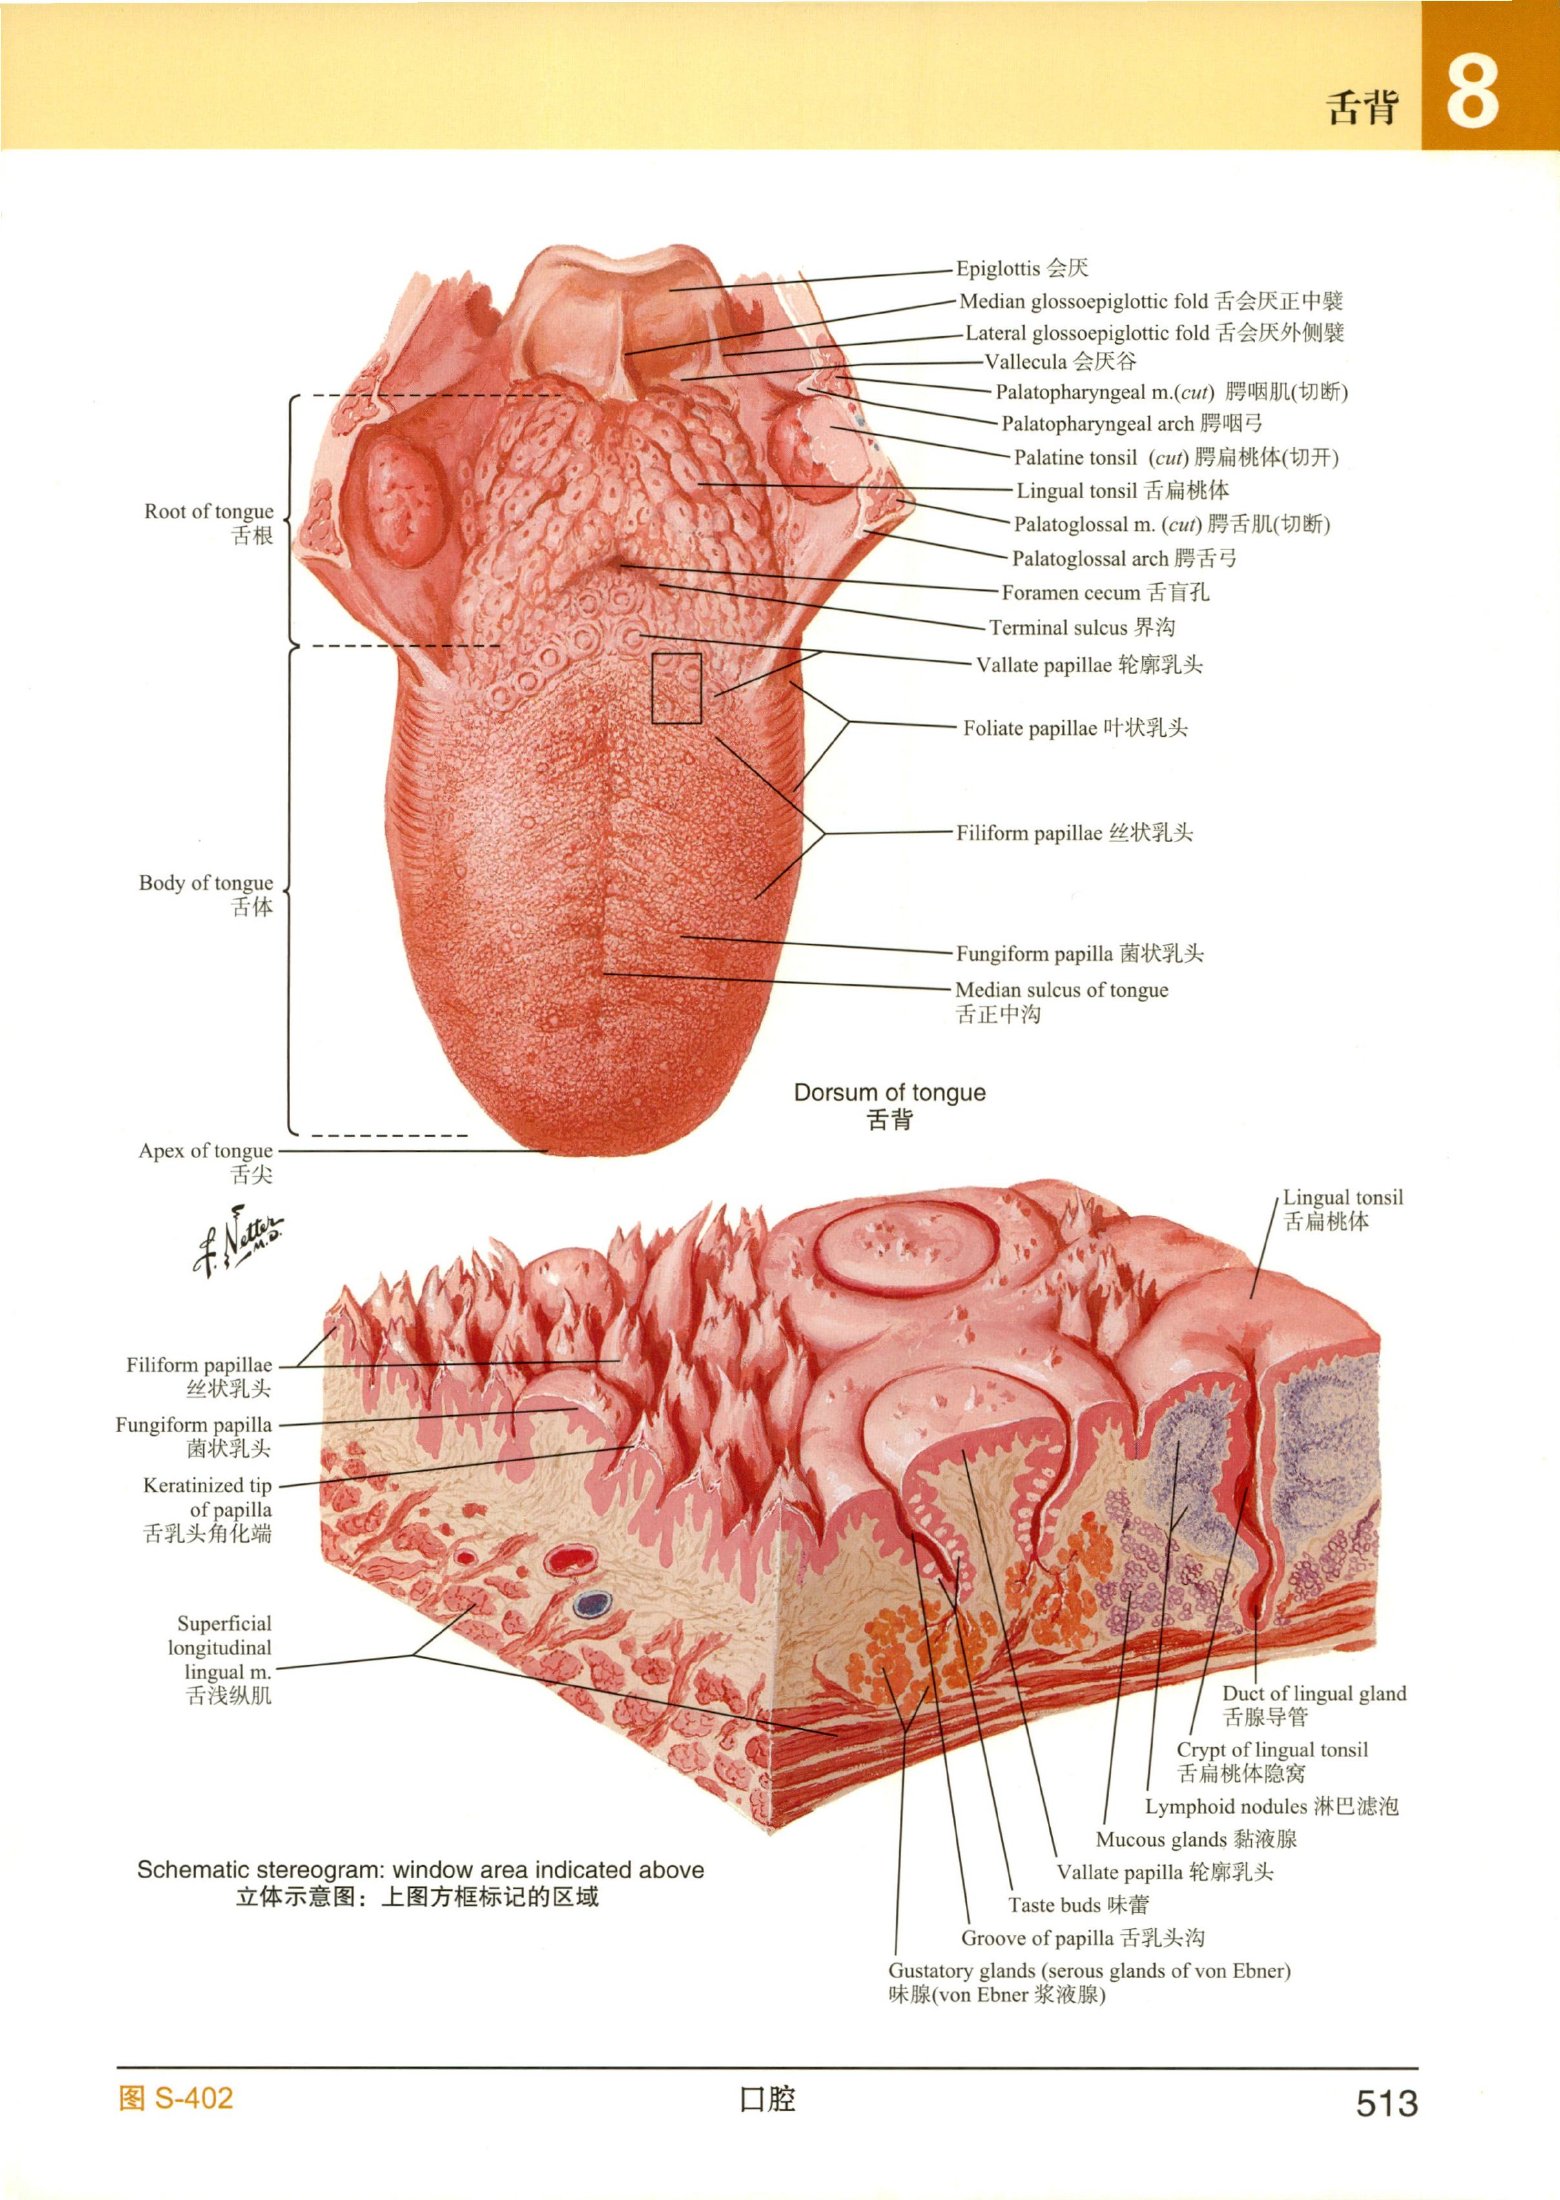 舌背
8
Epiglottis 会厌
Median glossoepiglottic fold 舌会厌正中襞
Lateral glossoepiglottic fold 舌会厌外侧襞
Vallecula 会厌谷
Palatopharyngeal m.(cut) 腭咽肌(切断)
Palatopharyngeal arch 腭咽弓
Palatine tonsil (cut) 腭扁桃体(切开)
Lingual tonsil 舌扁桃体
Palatoglossal m. (cut) 腭舌肌(切断)
Palatoglossal arch 腭舌弓
Foramen cecum 舌盲孔
Terminal sulcus 界沟
Vallate papillae 轮廓乳头
Foliate papillae 叶状乳头
Filiform papillae 丝状乳头
Fungiform papilla 菌状乳头
Median sulcus of tongue
舌正中沟
Root of tongue
舌根
Body of tongue
舌体
Apex of tongue
舌尖
Dorsum of tongue
舌背
F. Netter
M.D.
Lingual tonsil
舌扁桃体
Filiform papillae
丝状乳头
Fungiform papilla
菌状乳头
Keratinized tip
of papilla
舌乳头角化端
Superficial
longitudinal
lingual m.
舌浅纵肌
Duct of lingual gland
舌腺导管
Crypt of lingual tonsil
舌扁桃体隐窝
Lymphoid nodules 淋巴滤泡
Mucous glands 黏液腺
Vallate papilla 轮廓乳头
Taste buds 味蕾
Groove of papilla 舌乳头沟
Gustatory glands (serous glands of von Ebner)
味腺(von Ebner 浆液腺)
Schematic stereogram: window area indicated above
立体示意图：上图方框标记的区域
图 S-402
口腔
513